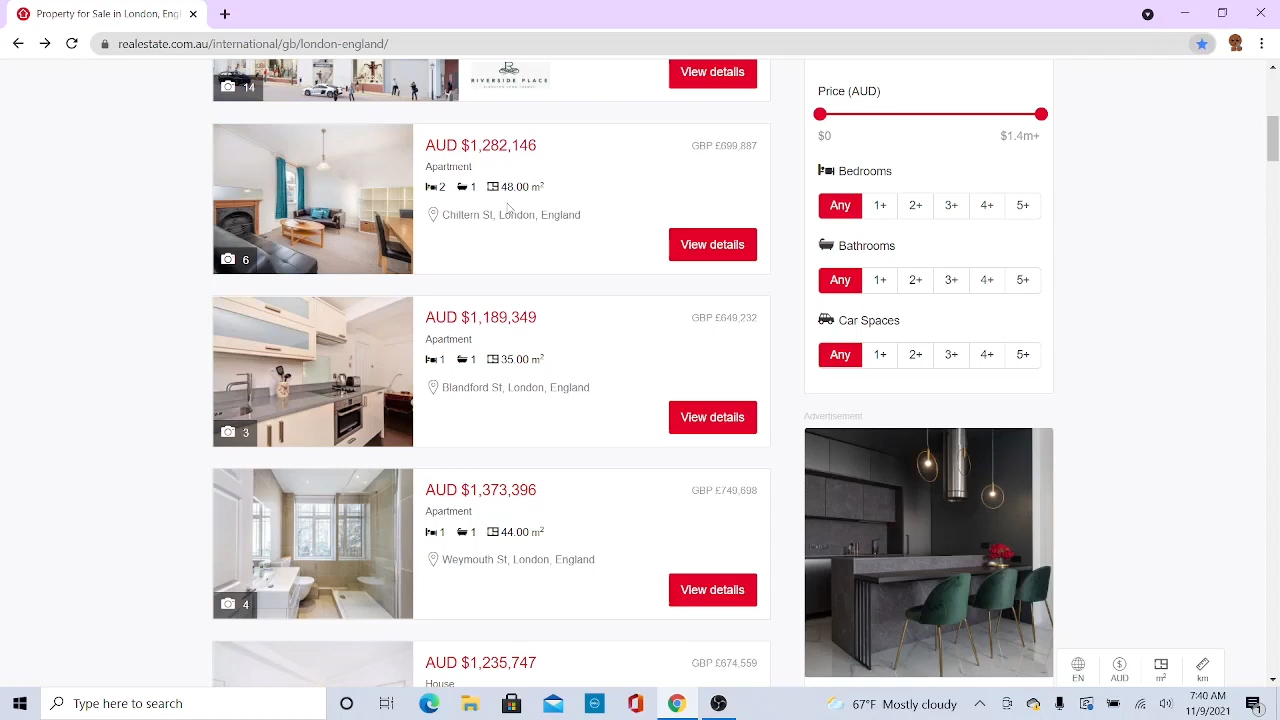 Property for Sale in London, Engl
realestate.com.au/international/gb/london-england/
14
RIVERSIDE PLACE
View details
AUD $1,282,146
GBP £699,887
Apartment
2 1 48.00 m²
Chiltern St, London, England
6
View details
AUD $1,189,349
GBP £649,232
Apartment
1 1 35.00 m²
Blandford St, London, England
3
View details
AUD $1,373,396
GBP £749,698
Apartment
1 1 44.00 m²
Weymouth St, London, England
4
View details
AUD $1,235,747
GBP £674,559
House
Price (AUD)
$0 $1.4m+
Bedrooms
Any 1+ 2+ 3+ 4+ 5+
Bathrooms
Any 1+ 2+ 3+ 4+ 5+
Car Spaces
Any 1+ 2+ 3+ 4+ 5+
Advertisement
EN AUD m² km
Type here to search
67°F Mostly cloudy
7:40 AM
11/9/2021